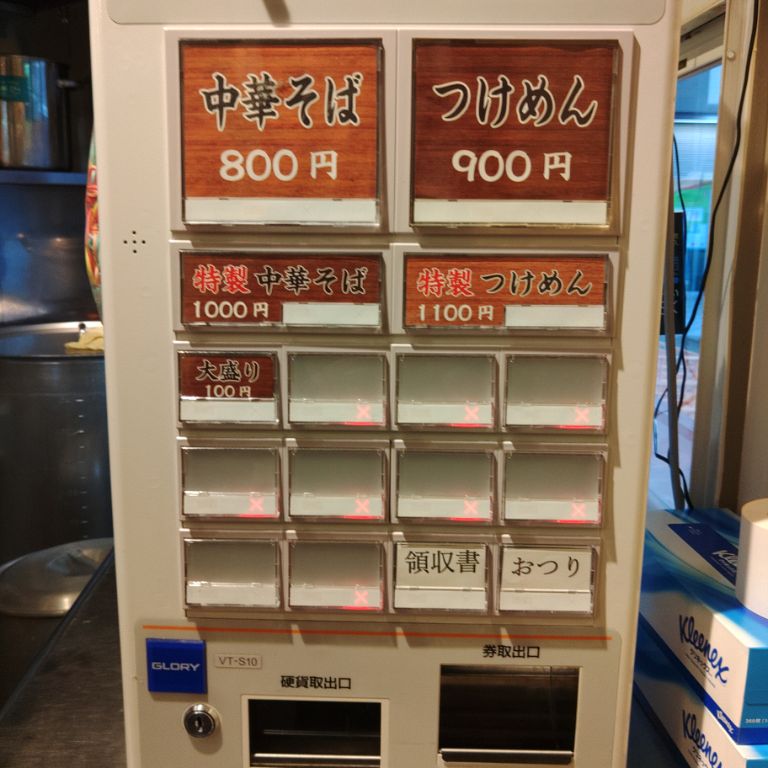 中華そば
800円
つけめん
900円
特製中華そば
1000円
特製つけめん
1100円
大盛り
100円
領収書
おつり
GLORY
VT-S10
硬貨取出口
券取出口
Kleenex
Kleenex